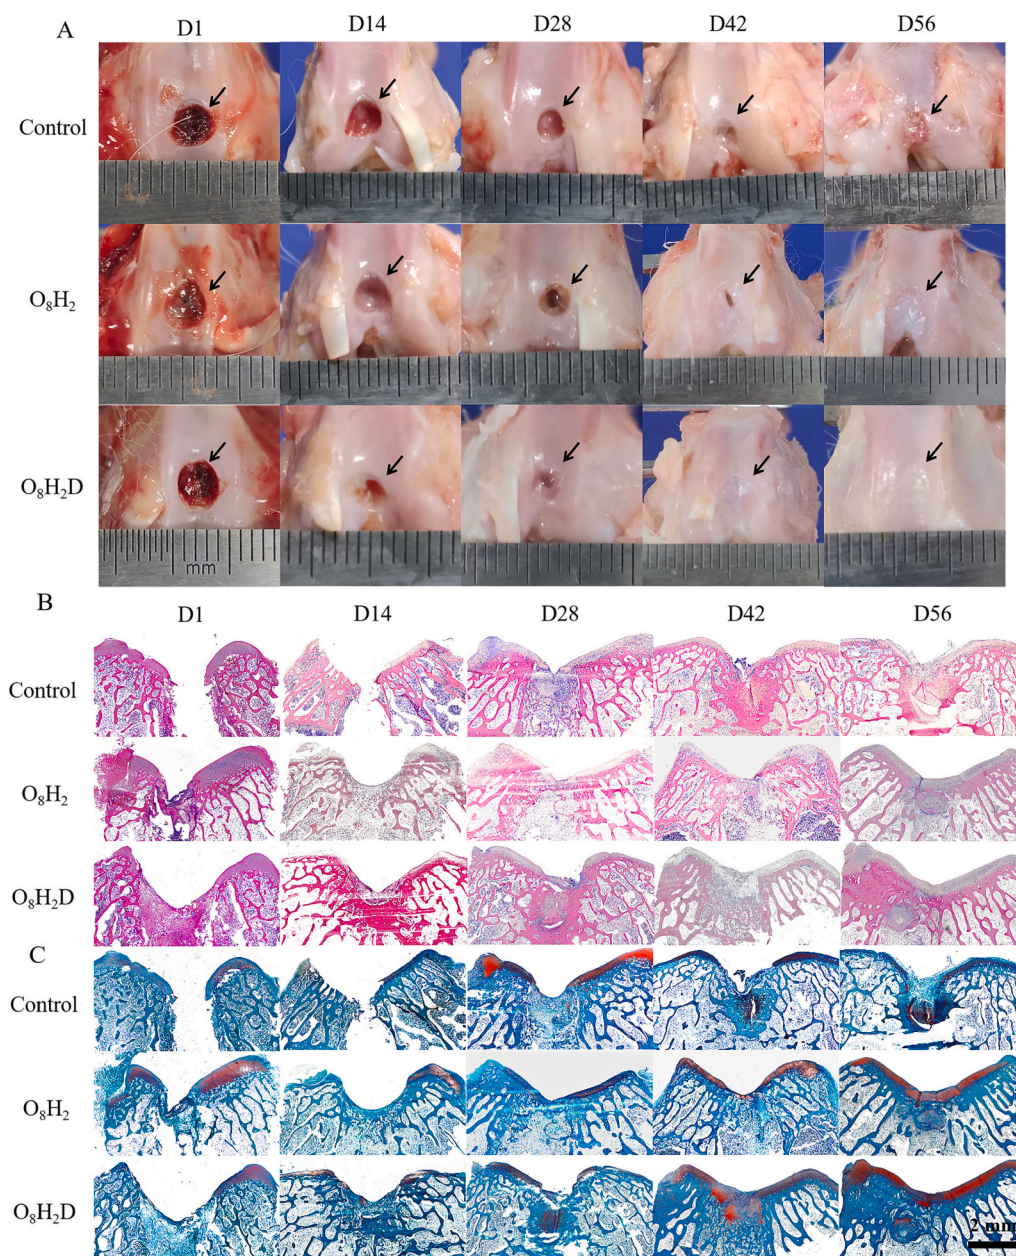 A
D1 D14 D28 D42 D56
Control
O₈H₂
O₈H₂D
mm
B
D1 D14 D28 D42 D56
Control
O₈H₂
O₈H₂D
C
Control
O₈H₂
O₈H₂D
2 mm